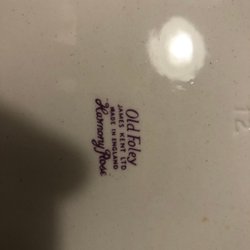 Old Foley
JAMES KENT LTD
MADE IN ENGLAND
Harmony Rose